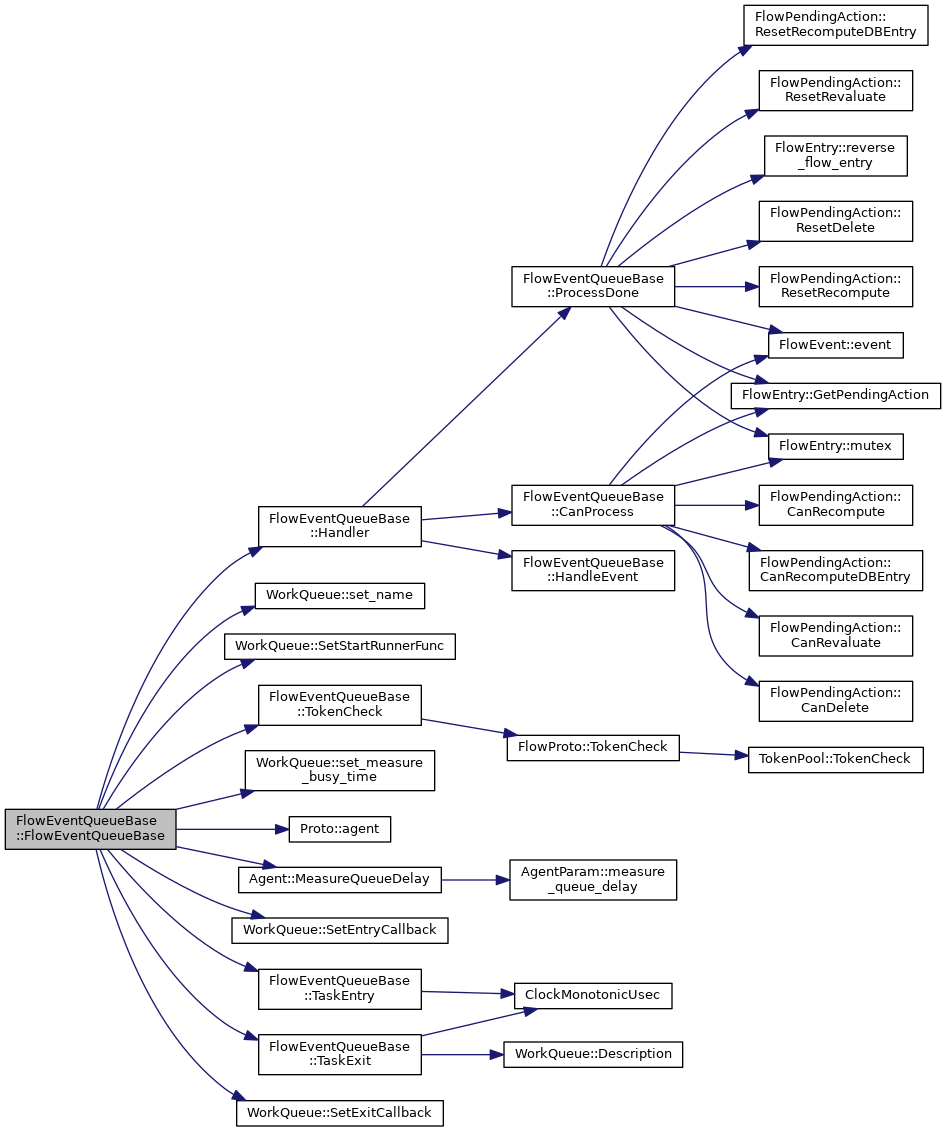 FlowPendingAction::
ResetRecomputeDBEntry
FlowPendingAction::
ResetRevaluate
FlowEntry::reverse
_flow_entry
FlowPendingAction::
ResetDelete
FlowEventQueueBase
::ProcessDone
FlowPendingAction::
ResetRecompute
FlowEvent::event
FlowEntry::GetPendingAction
FlowEntry::mutex
FlowEventQueueBase
::CanProcess
FlowPendingAction::
CanRecompute
FlowEventQueueBase
::Handler
FlowEventQueueBase
::HandleEvent
FlowPendingAction::
CanRecomputeDBEntry
WorkQueue::set_name
FlowPendingAction::
CanRevaluate
WorkQueue::SetStartRunnerFunc
FlowEventQueueBase
::TokenCheck
FlowPendingAction::
CanDelete
FlowProto::TokenCheck
TokenPool::TokenCheck
WorkQueue::set_measure
_busy_time
FlowEventQueueBase
::FlowEventQueueBase
Proto::agent
Agent::MeasureQueueDelay
AgentParam::measure
_queue_delay
WorkQueue::SetEntryCallback
FlowEventQueueBase
::TaskEntry
ClockMonotonicUsec
FlowEventQueueBase
::TaskExit
WorkQueue::Description
WorkQueue::SetExitCallback